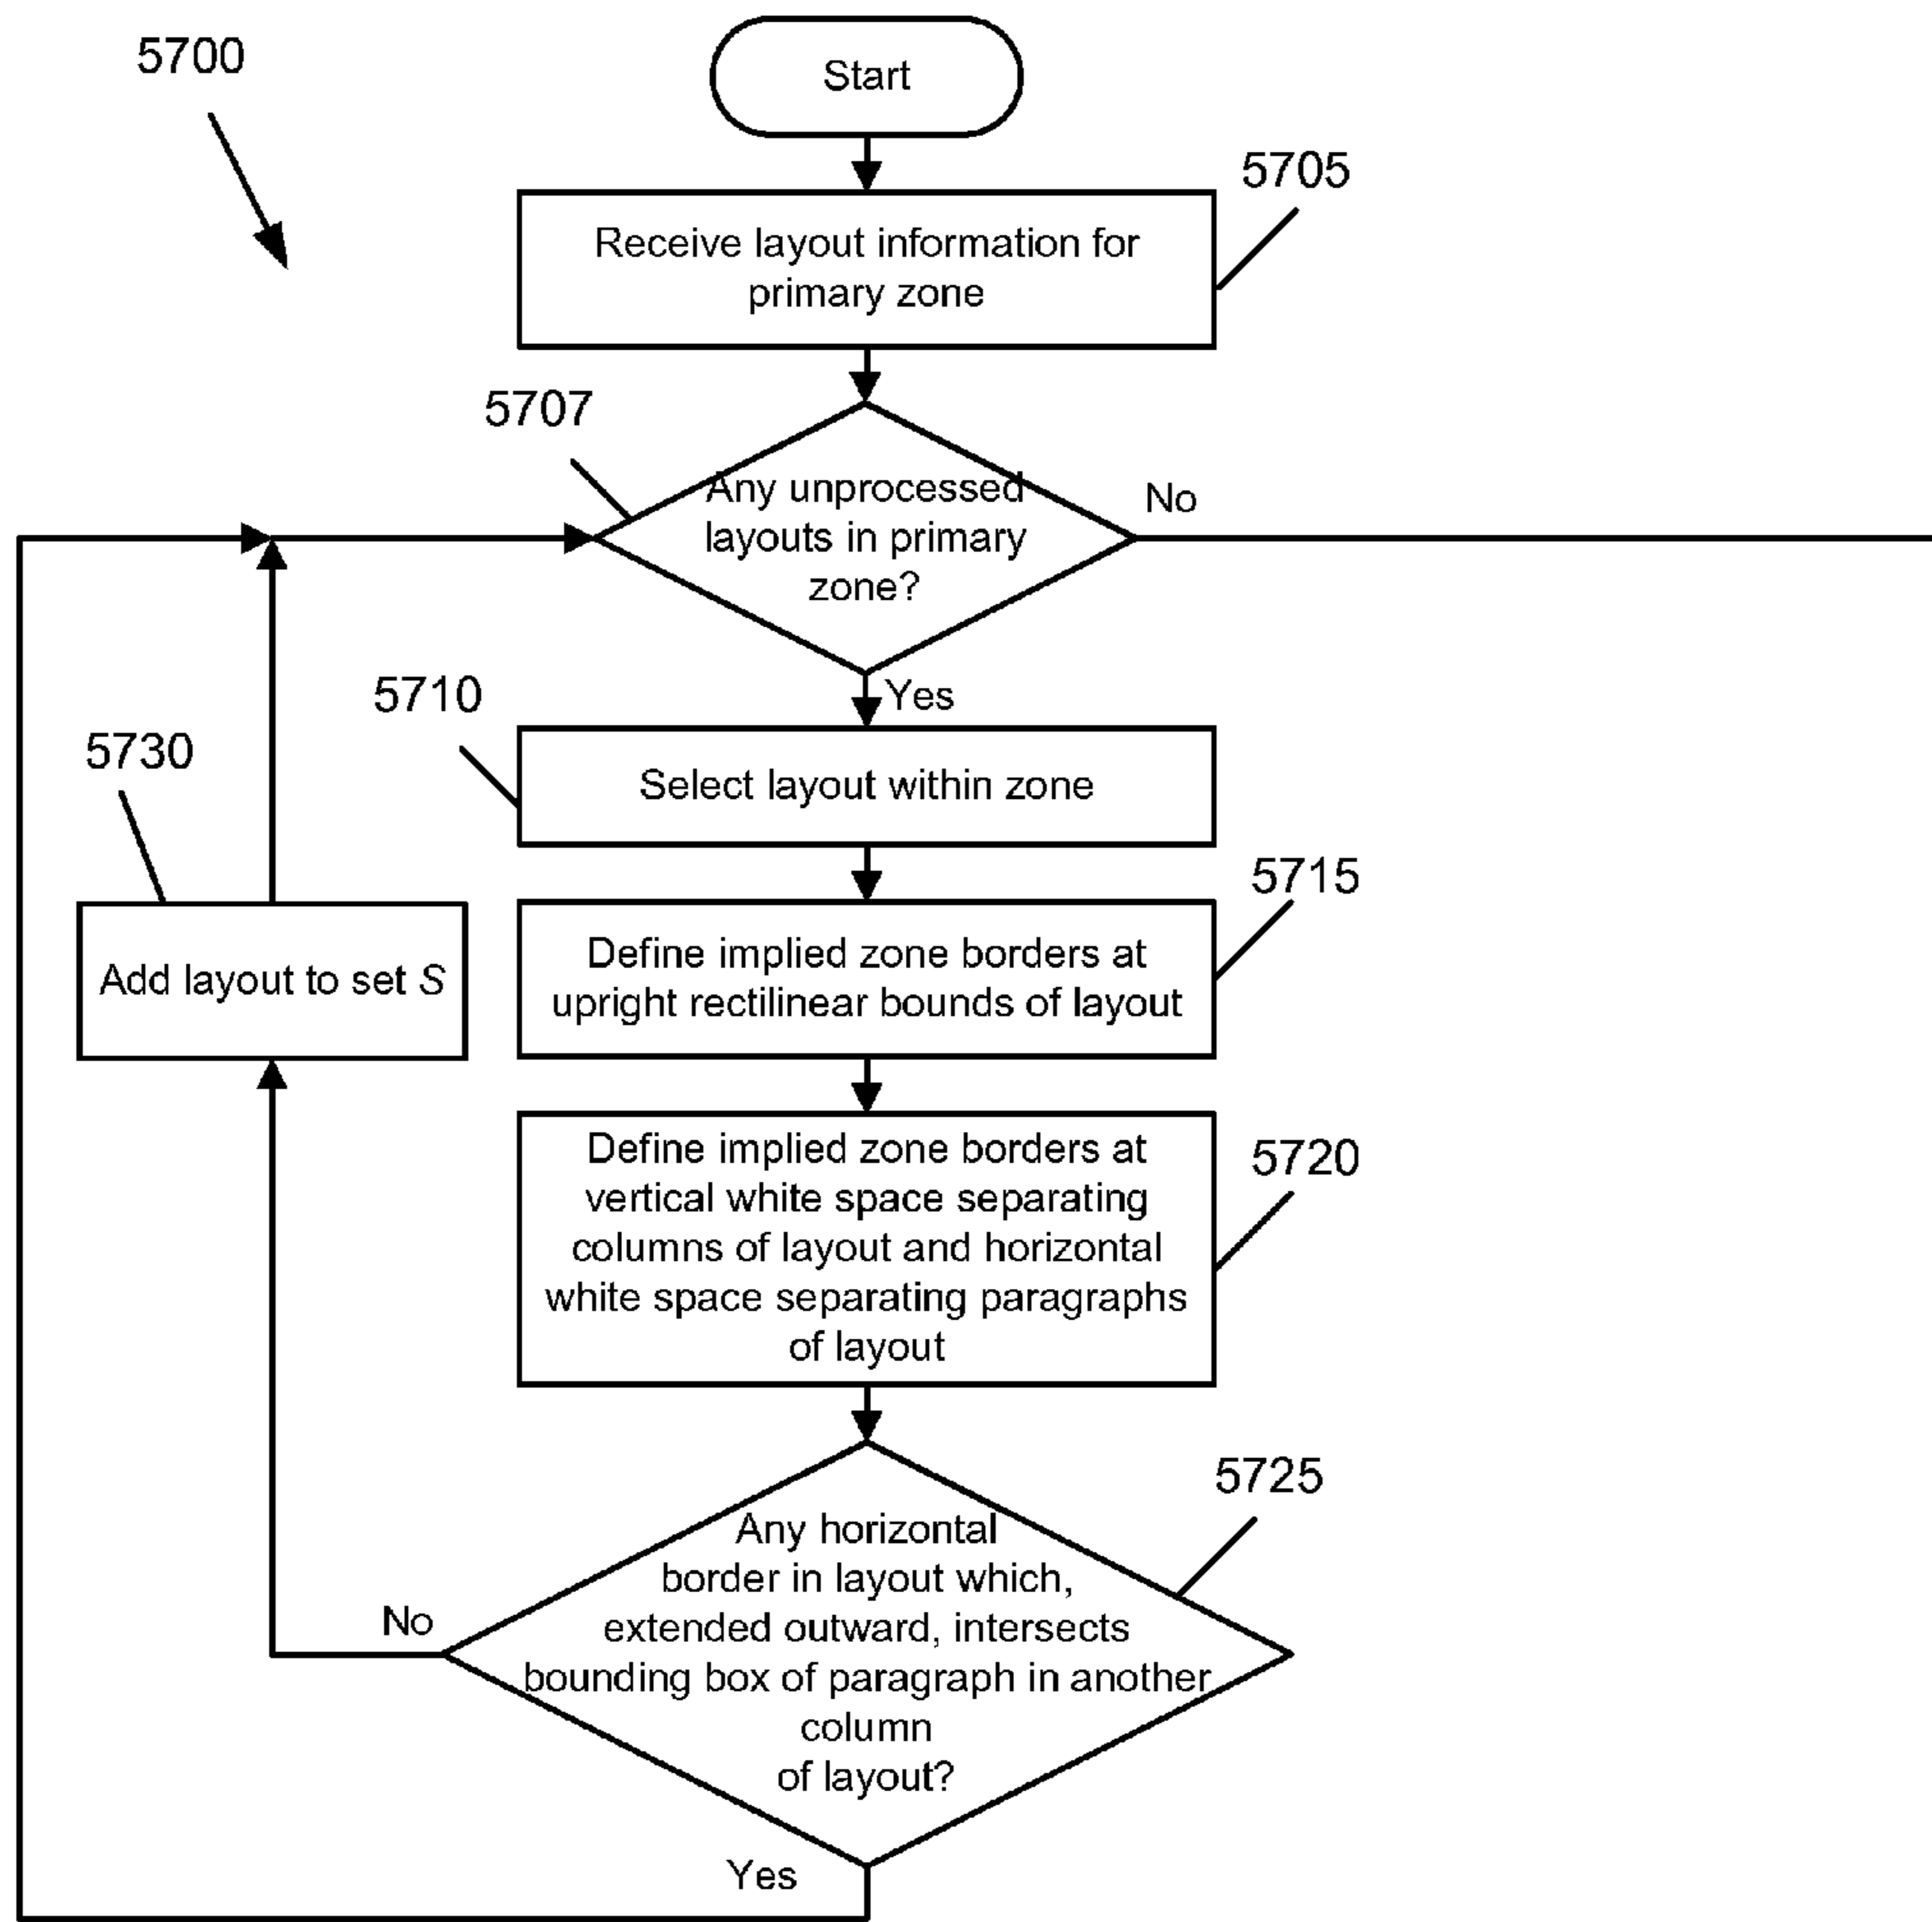 5700
Start
5705
Receive layout information for
primary zone
5707
Any unprocessed
layouts in primary
zone?
No
Yes
5710
Select layout within zone
5730
Add layout to set S
5715
Define implied zone borders at
upright rectilinear bounds of layout
5720
Define implied zone borders at
vertical white space separating
columns of layout and horizontal
white space separating paragraphs
of layout
5725
Any horizontal
border in layout which,
extended outward, intersects
bounding box of paragraph in another
column
of layout?
No
Yes